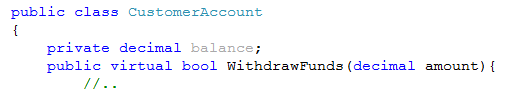 public class CustomerAccount
{
    private decimal balance;
    public virtual bool WithdrawFunds(decimal amount){
        //..